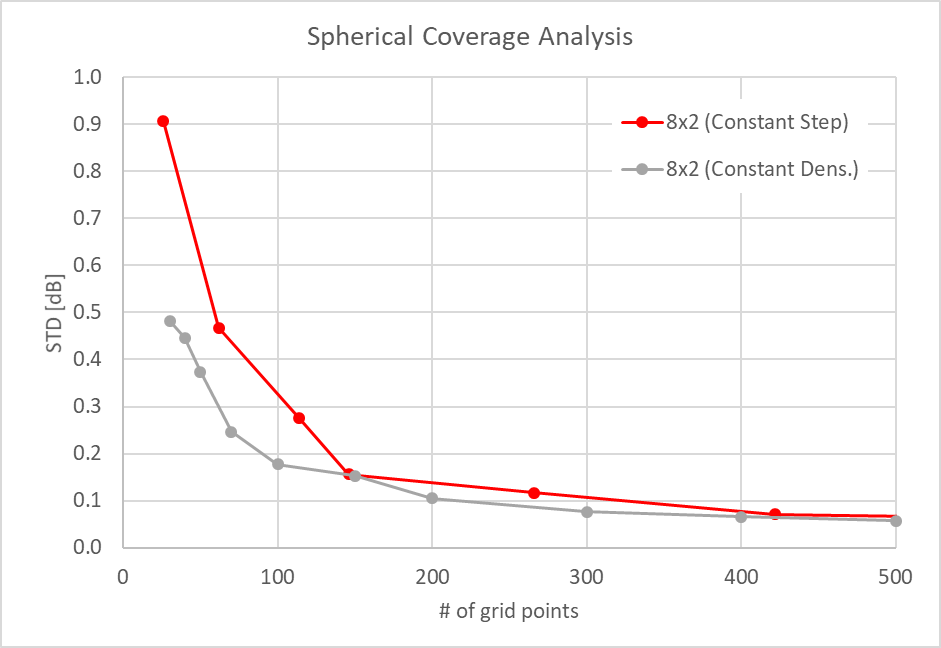 Spherical Coverage Analysis
1.0
0.9
0.8
0.7
0.6
0.5
0.4
0.3
0.2
0.1
0.0
STD [dB]
8x2 (Constant Step)
8x2 (Constant Dens.)
0 100 200 300 400 500
# of grid points